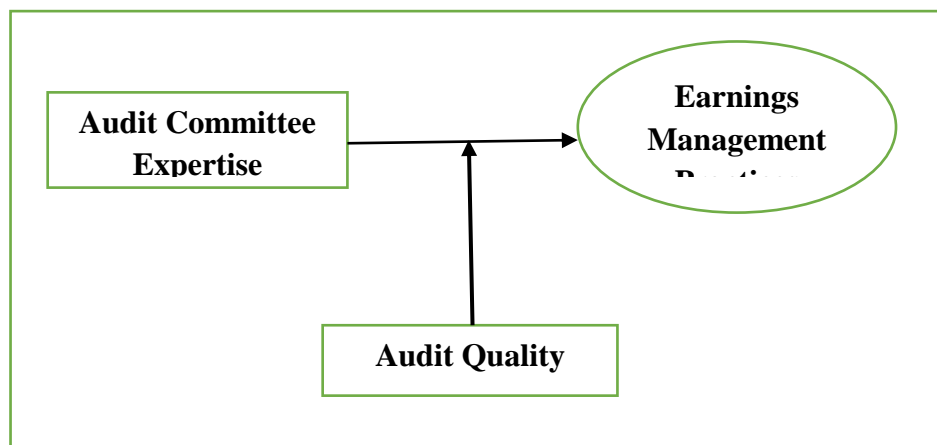 Audit Committee
Expertise
Earnings
Management
Audit Quality